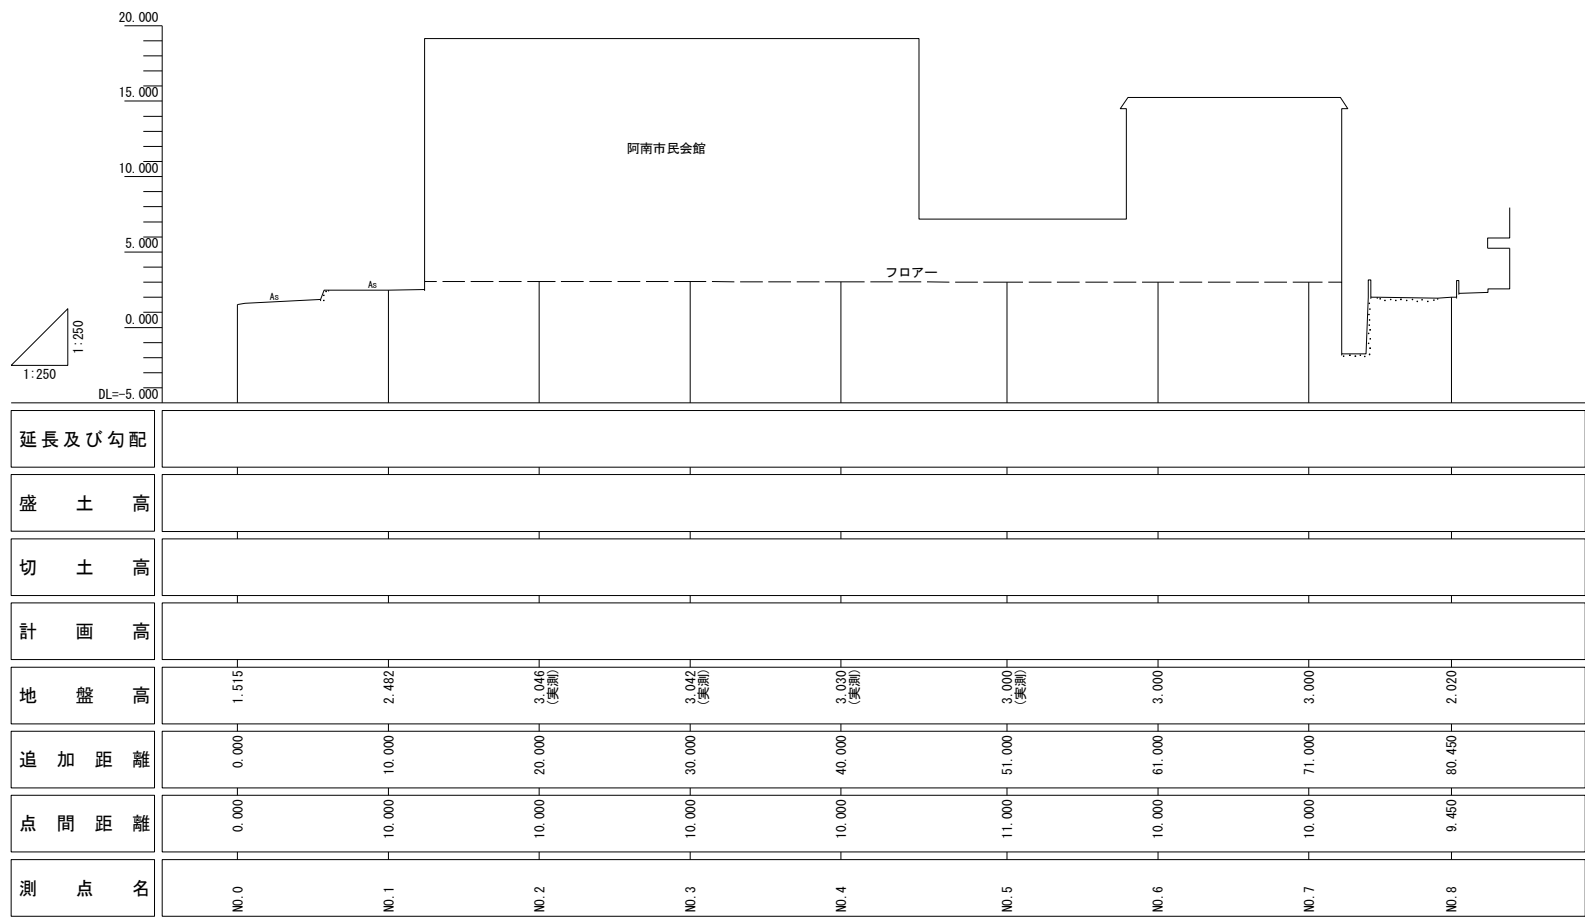 20.000
15.000
10.000
5.000
0.000
DL=-5.000
1:250
1:250
阿南市民会館
フロアー
As
As
延長及び勾配
盛土高
切土高
計画高
地盤高
1.515
2.482
3.046
(実測)
3.042
(実測)
3.030
(実測)
3.000
(実測)
3.000
3.000
2.020
追加距離
0.000
10.000
20.000
30.000
40.000
51.000
61.000
71.000
80.450
点間距離
0.000
10.000
10.000
10.000
10.000
11.000
10.000
10.000
9.450
測点名
NO.0
NO.1
NO.2
NO.3
NO.4
NO.5
NO.6
NO.7
NO.8